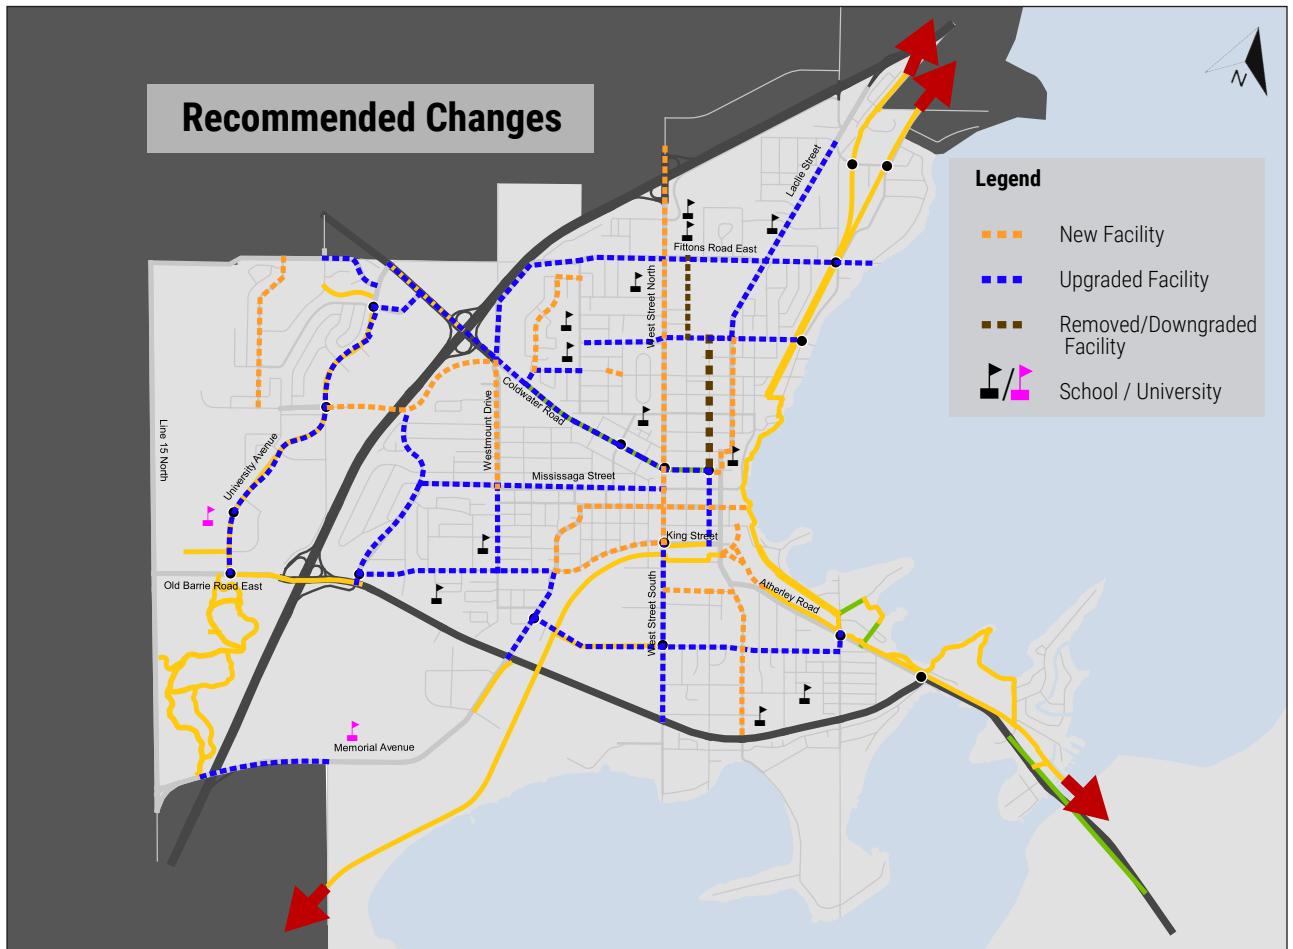 Recommended Changes
N
Legend
New Facility
Upgraded Facility
Removed/Downgraded
Facility
School / University
Laclie Street
Fittons Road East
West Street North
Coldwater Road
Westmount Drive
Line 15 North
University Avenue
Mississaga Street
King Street
Old Barrie Road East
Atherley Road
West Street South
Memorial Avenue